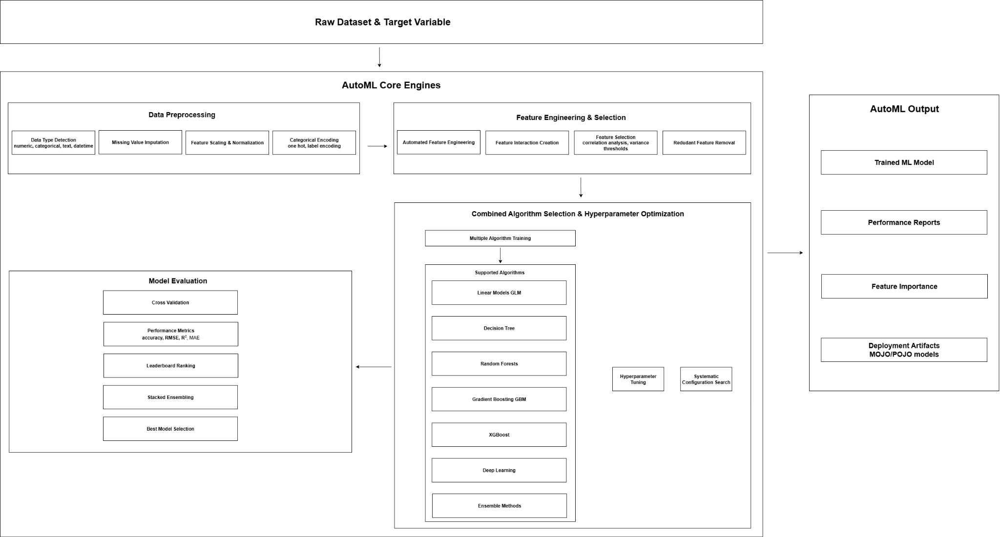 Raw Dataset & Target Variable
AutoML Core Engines
Data Preprocessing
Data Type Detection
numeric, categorical, text, datetime
Missing Value Imputation
Feature Scaling & Normalization
Categorical Encoding
one hot, label encoding
Feature Engineering & Selection
Automated Feature Engineering
Feature Interaction Creation
Feature Selection
correlation analysis, variance
thresholds
Redudant Feature Removal
Combined Algorithm Selection & Hyperparameter Optimization
Multiple Algorithm Training
Supported Algorithms
Linear Models GLM
Decision Tree
Random Forests
Gradient Boosting GBM
XGBoost
Deep Learning
Ensemble Methods
Hyperparameter
Tuning
Systematic
Configuration Search
Model Evaluation
Cross Validation
Performance Metrics
accuracy, RMSE, R², MAE
Leaderboard Ranking
Stacked Ensembling
Best Model Selection
AutoML Output
Trained ML Model
Performance Reports
Feature Importance
Deployment Artifacts
MOJO/POJO models